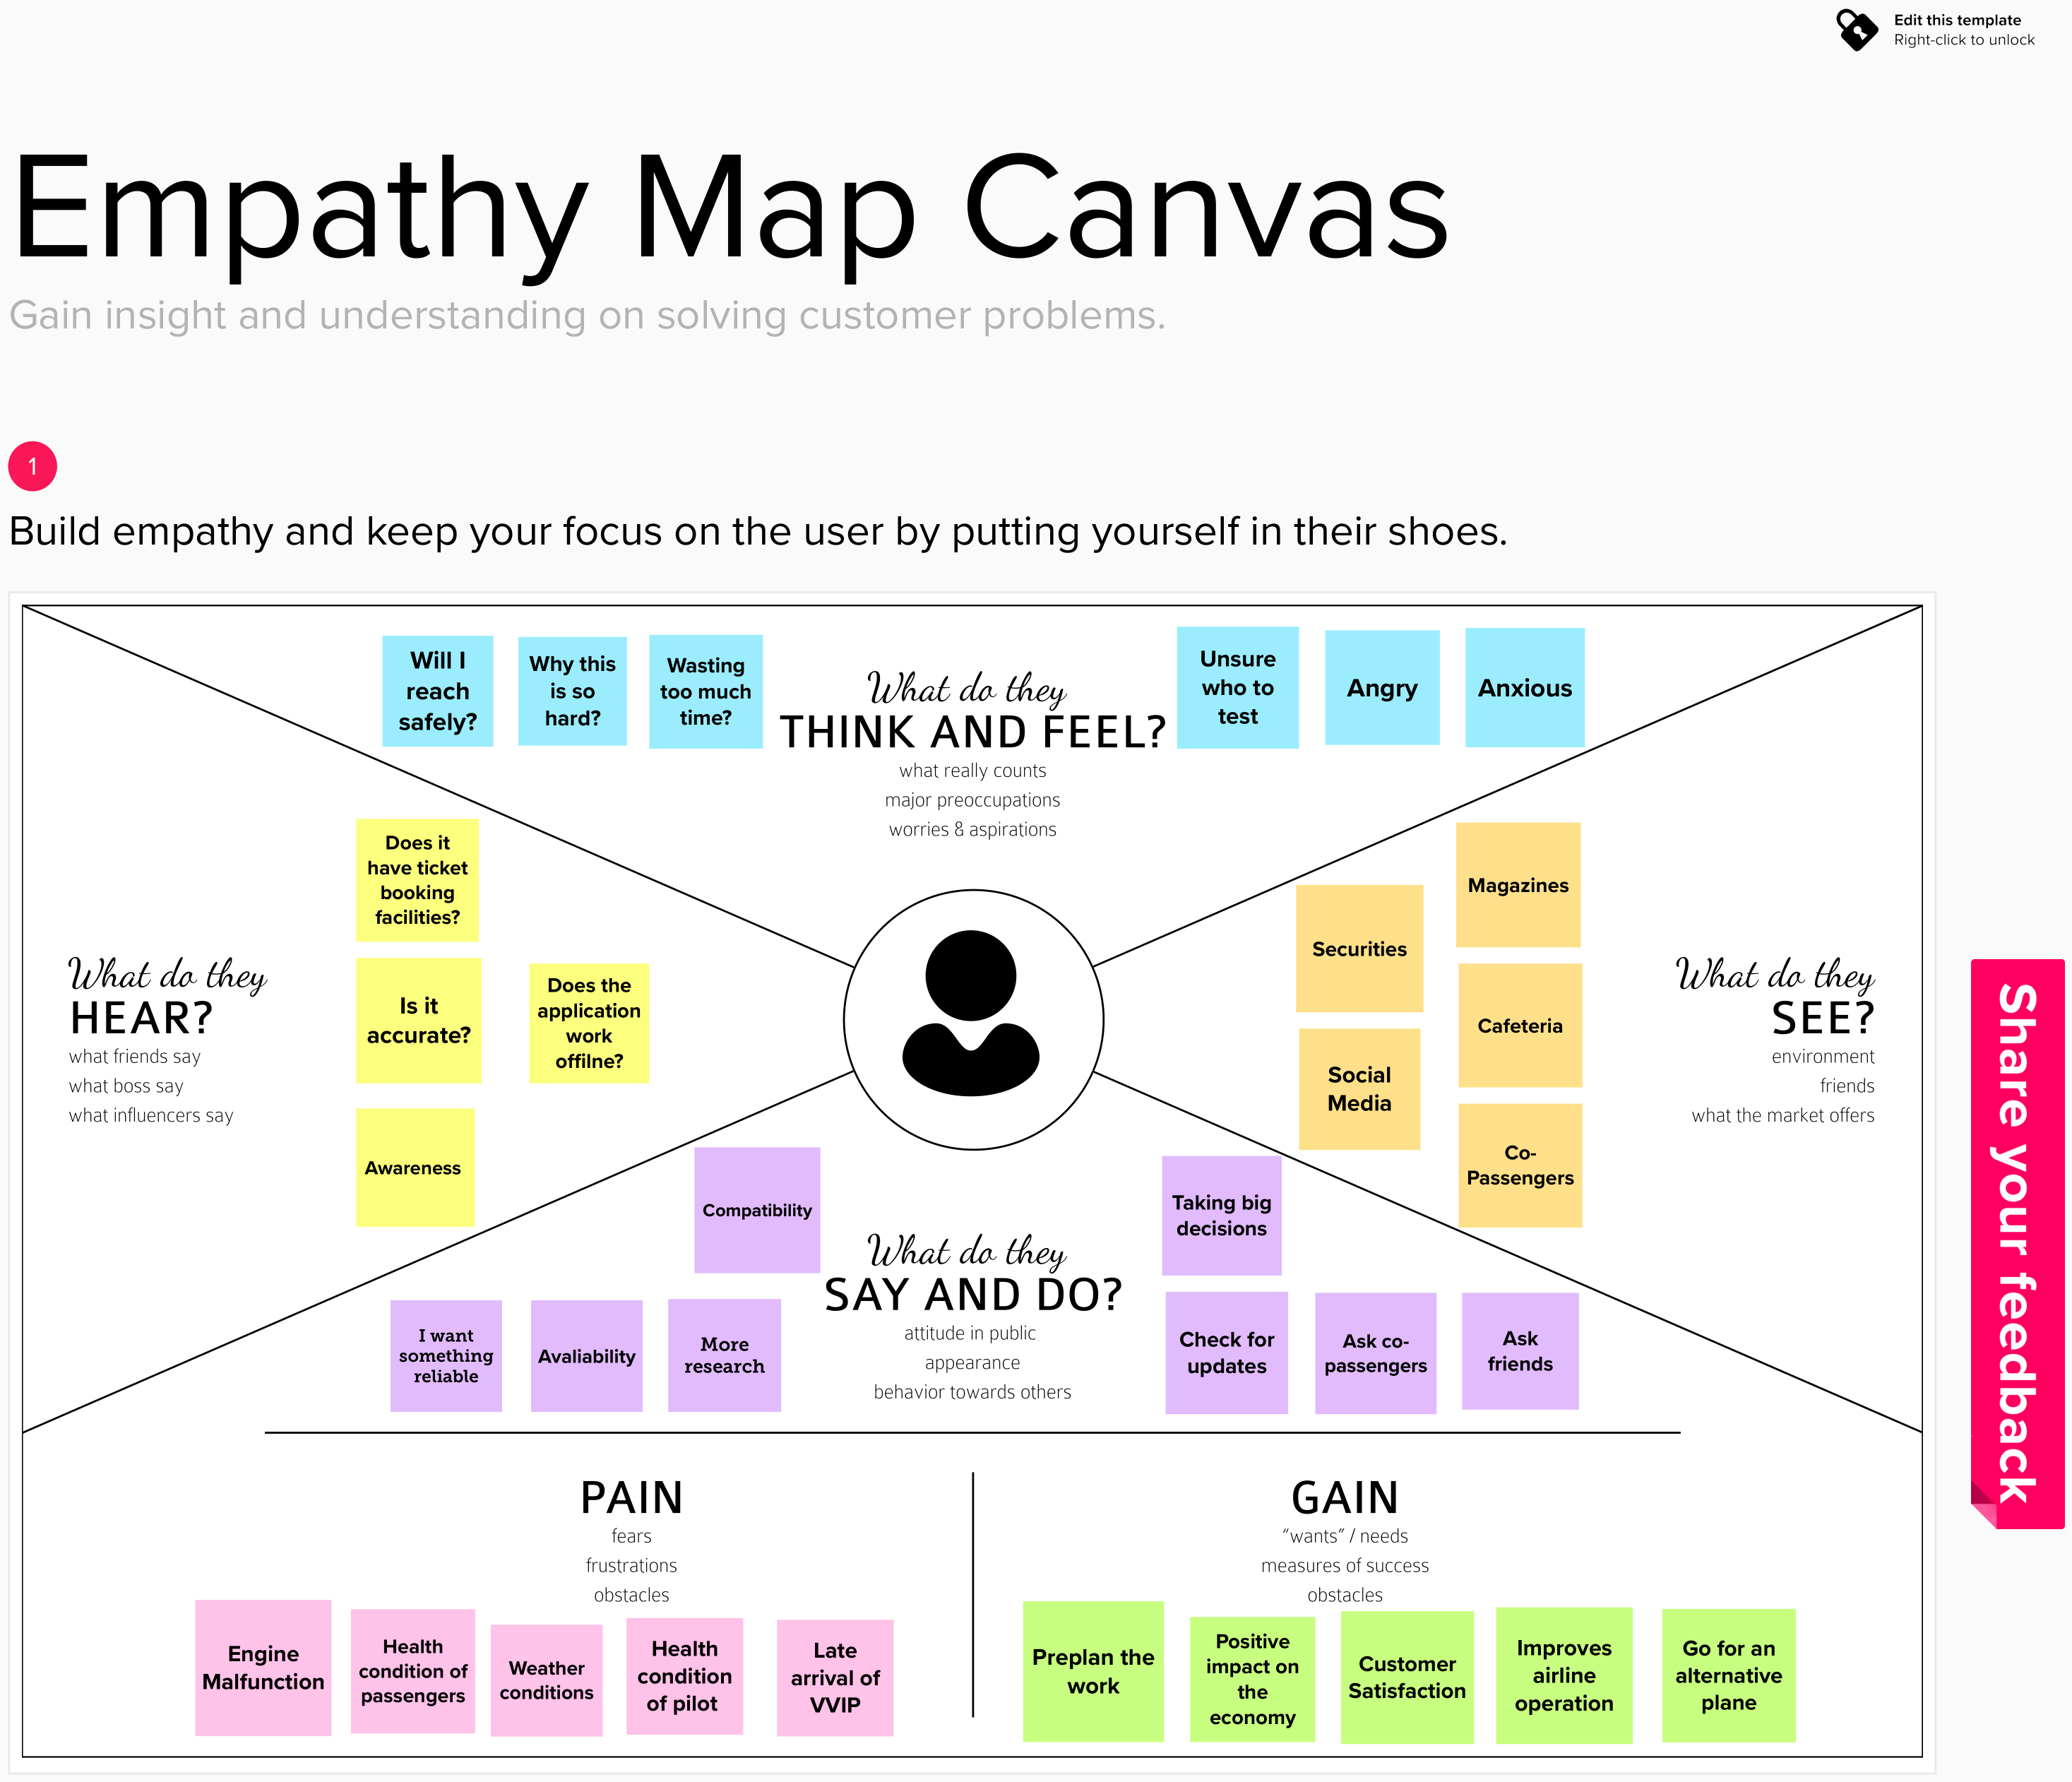 Edit this template
Right-click to unlock
Empathy Map Canvas
Gain insight and understanding on solving customer problems.
1
Build empathy and keep your focus on the user by putting yourself in their shoes.
Will I
reach
safely?
Why this
is so
hard?
Wasting
too much
time?
What do they
THINK AND FEEL?
what really counts
major preoccupations
worries & aspirations
Unsure
who to
test
Angry
Anxious
What do they
HEAR?
what friends say
what boss say
what influencers say
Does it
have ticket
booking
facilities?
Is it
accurate?
Does the
application
work
offilne?
Awareness
Securities
Magazines
Social
Media
Cafeteria
Co-
Passengers
What do they
SEE?
environment
friends
what the market offers
Share your feedback
Compatibility
I want
something
reliable
Avaliability
More
research
What do they
SAY AND DO?
attitude in public
appearance
behavior towards others
Taking big
decisions
Check for
updates
Ask co-
passengers
Ask
friends
PAIN
fears
frustrations
obstacles
Engine
Malfunction
Health
condition of
passengers
Weather
conditions
Health
condition
of pilot
Late
arrival of
VVIP
GAIN
“wants” / needs
measures of success
obstacles
Preplan the
work
Positive
impact on
the
economy
Customer
Satisfaction
Improves
airline
operation
Go for an
alternative
plane